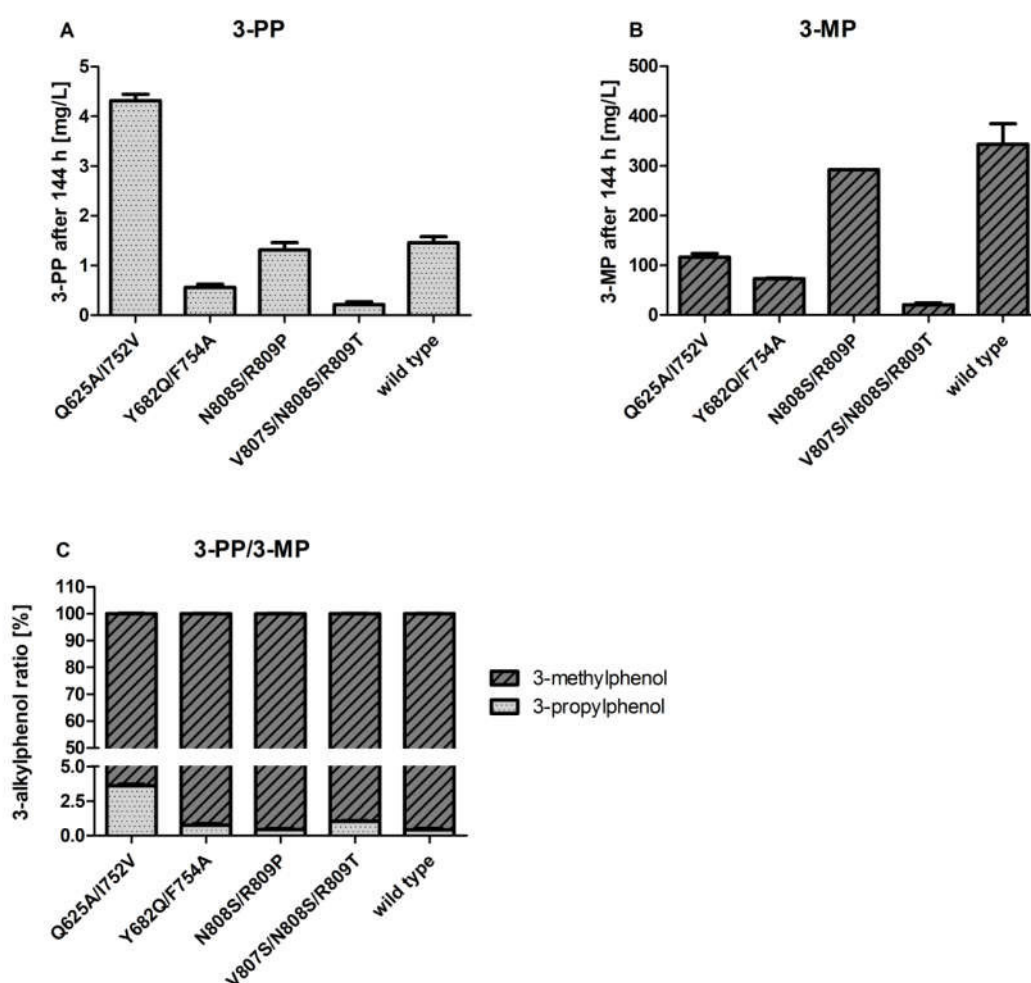 A
3-PP
3-PP after 144 h [mg/L]
5
4
3
2
1
0
Q625A/I752V
Y682Q/F754A
N808S/R809P
V807S/N808S/R809T
wild type
B
3-MP
3-MP after 144 h [mg/L]
500
400
300
200
100
0
Q625A/I752V
Y682Q/F754A
N808S/R809P
V807S/N808S/R809T
wild type
C
3-PP/3-MP
3-alkylphenol ratio [%]
110
100
90
80
70
60
50
5.0
2.5
0.0
Q625A/I752V
Y682Q/F754A
N808S/R809P
V807S/N808S/R809T
wild type
3-methylphenol
3-propylphenol